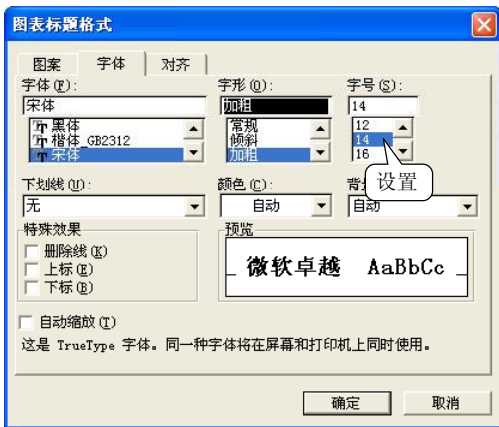 图表标题格式
图案 字体 对齐
字体(F): 字形(O): 字号(S):
宋体 加粗 14
黑体 常规 12
楷体_GB2312 倾斜 14
宋体 加粗 16
设置
下划线(U): 颜色(C):
无 自动 自动
特殊效果 预览
删除线(K)
上标(E)
下标(B)
微软卓越 AaBbCc
自动缩放(T)
这是 TrueType 字体。同一种字体将在屏幕和打印机上同时使用。
确定 取消